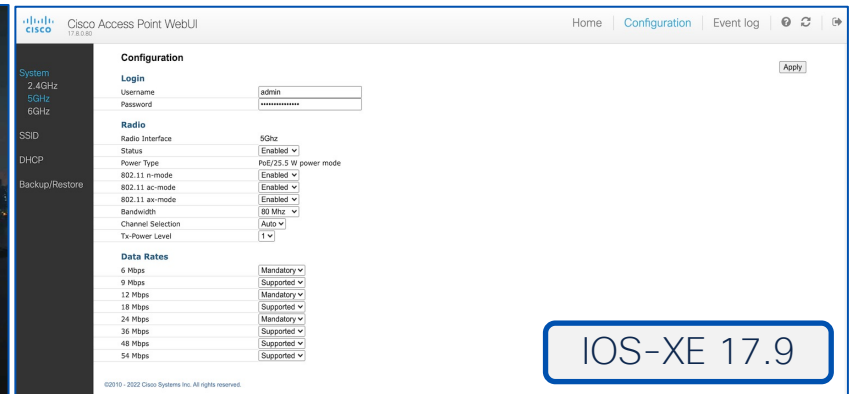 CISCO Cisco Access Point WebUI
17.8.0.80
Home Configuration Event log
System
2.4GHz
5GHz
6GHz
SSID
DHCP
Backup/Restore
Configuration
Apply
Login
Username admin
Password •••••••••••••••
Radio
Radio Interface 5Ghz
Status Enabled
Power Type PoE/25.5 W power mode
802.11 n-mode Enabled
802.11 ac-mode Enabled
802.11 ax-mode Enabled
Bandwidth 80 Mhz
Channel Selection Auto
Tx-Power Level 1
Data Rates
6 Mbps Mandatory
9 Mbps Supported
12 Mbps Mandatory
18 Mbps Supported
24 Mbps Mandatory
36 Mbps Supported
48 Mbps Supported
54 Mbps Supported
IOS-XE 17.9
©2010 - 2022 Cisco Systems Inc. All rights reserved.